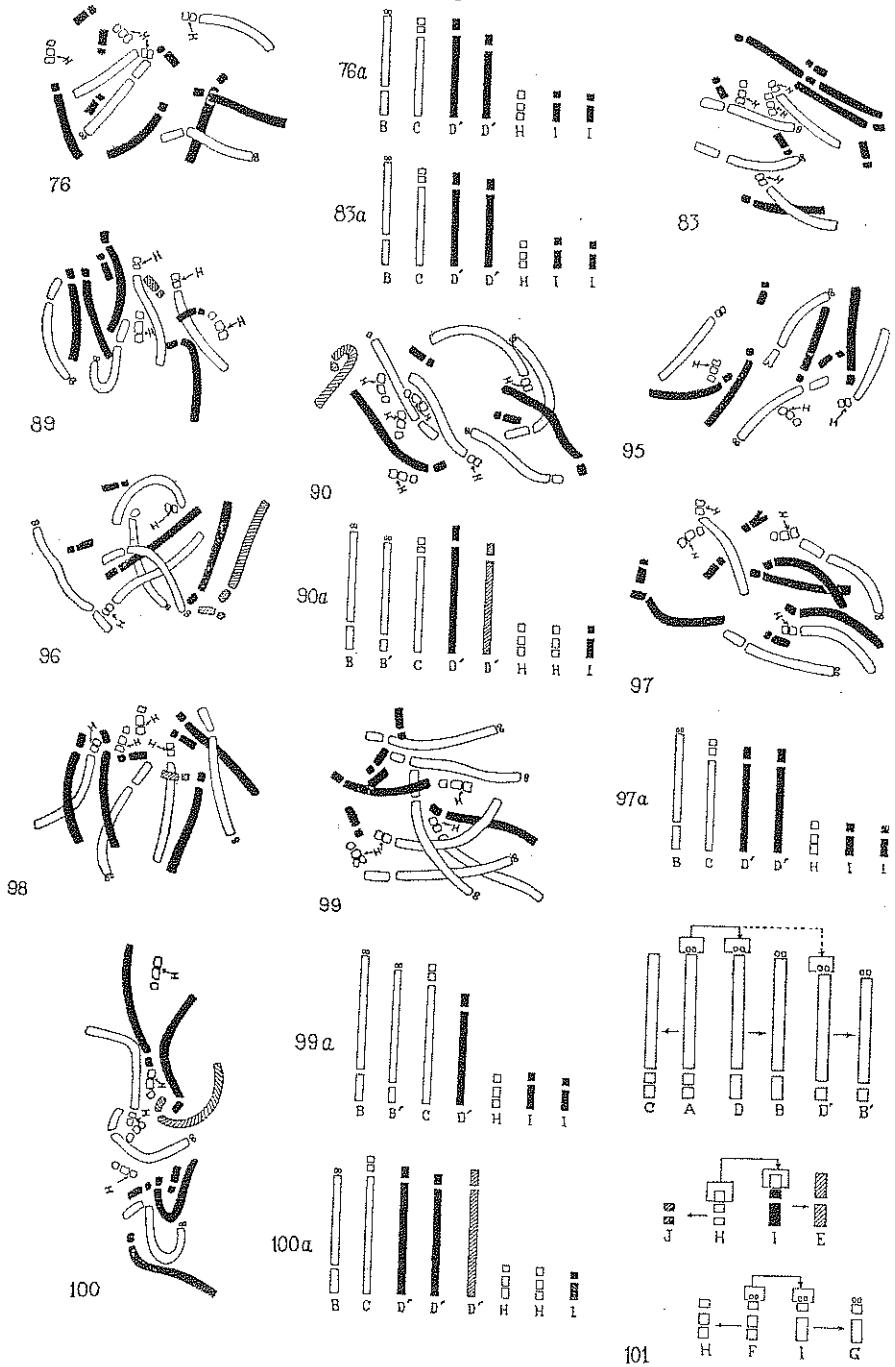 H
H
H
76
76a
B C D′ D′ H I I
83a
B C D′ D′ H I I
H
H
H
H
83
H
H
H
H
89
H
H
H
H
H
H
90
H
H
H
95
H
H
96
90a
B B′ C D′ D′ H H I
H
H
H
H
97
H
H
H
H
98
H
H
H
H
99
97a
B C D′ D′ H I I
H
H
H
H
100
99a
B B′ C D′ H I I
100a
B C D′ D′ D′ H H I
C A D B D′ B′
J H I E
H F I G
101